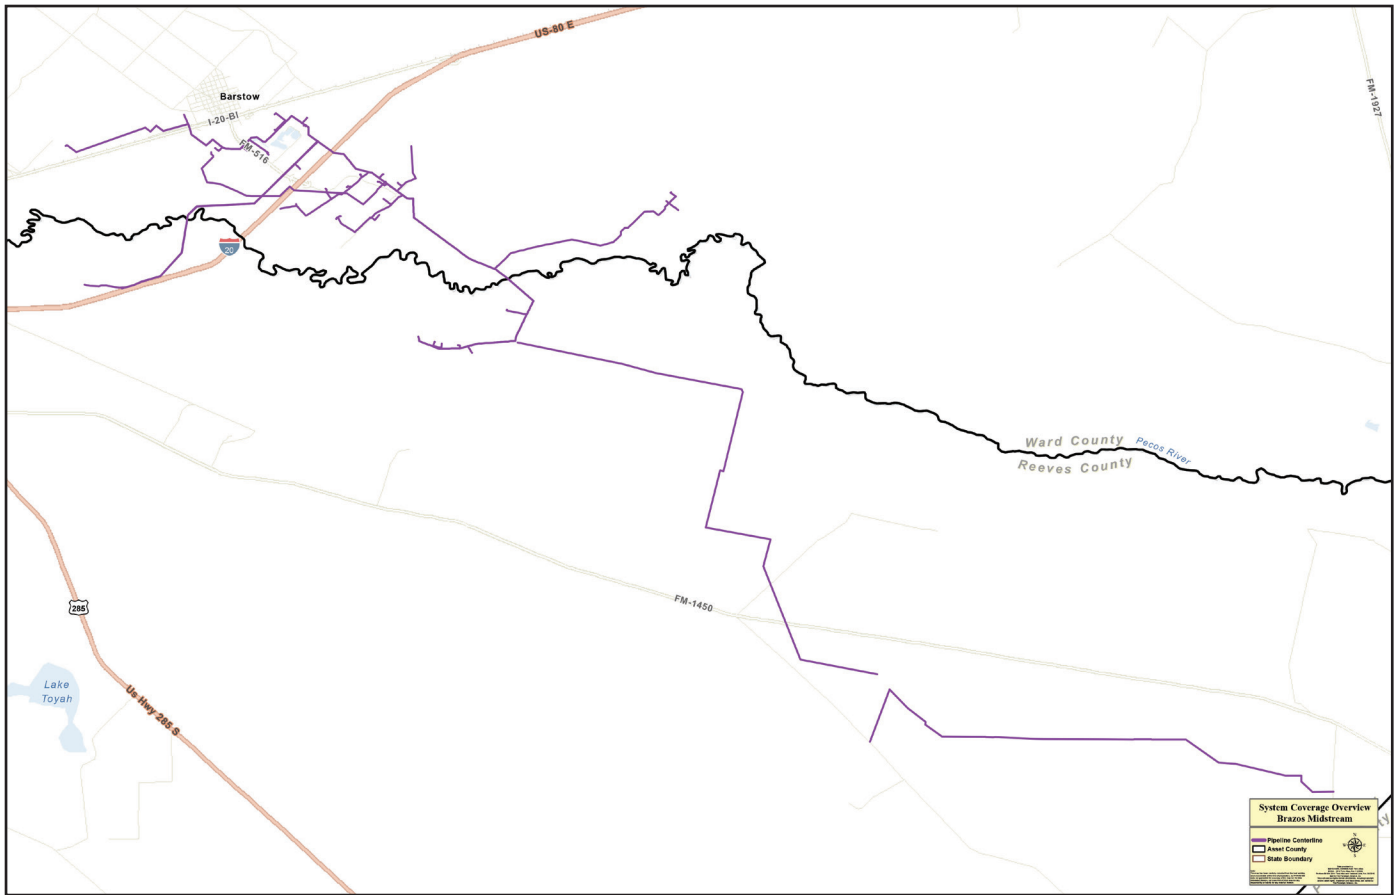 US-80 E
FM-1927
Barstow
I-20-BI
FM-516
20
Ward County
Pecos River
Reeves County
285
FM-1450
Lake
Toyah
Us Hwy 285 S
System Coverage Overview
Brazos Midstream
Pipeline Centerline
Asset County
State Boundary
N
W
E
S